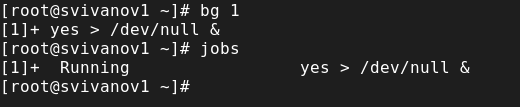 [root@svivanov1 ~]# bg 1
[1]+ yes > /dev/null &
[root@svivanov1 ~]# jobs
[1]+  Running                 yes > /dev/null &
[root@svivanov1 ~]#